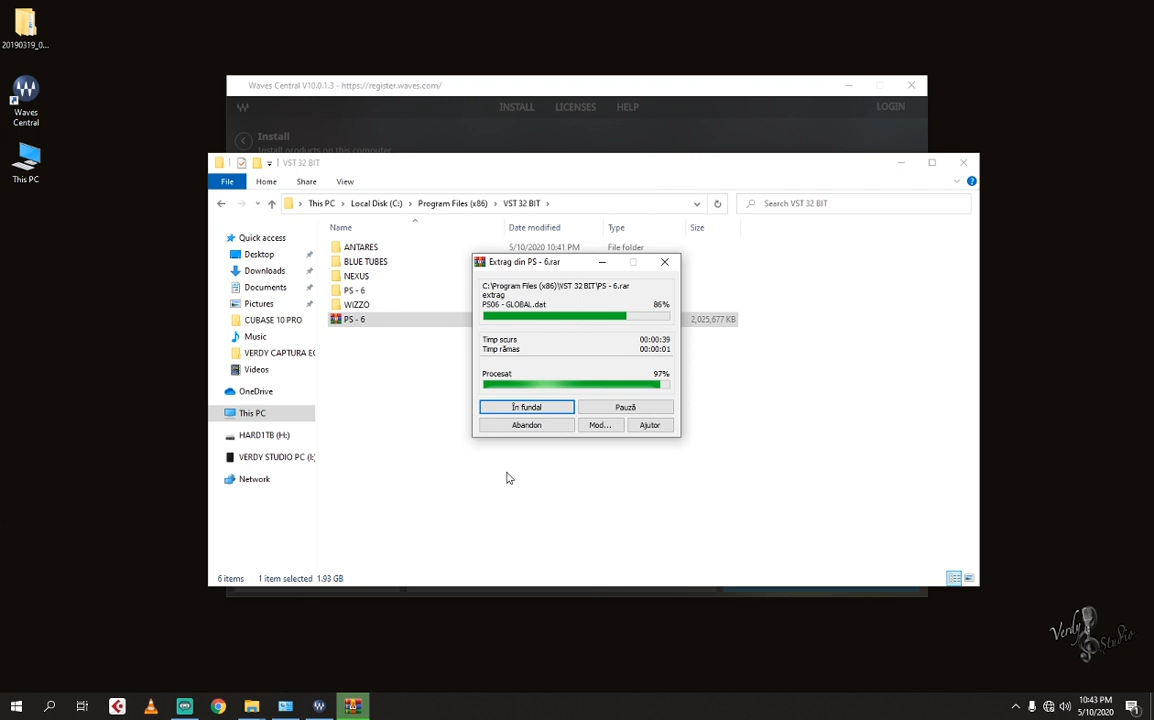 20190319_0...
Waves
Central
This PC
Waves Central V10.0.1.3 - https://register.waves.com/
INSTALL LICENSES HELP LOGIN
Install
Install products on this computer
VST 32 BIT
File Home Share View
This PC > Local Disk (C:) > Program Files (x86) > VST 32 BIT >
Search VST 32 BIT
Name Date modified Type Size
Quick access
Desktop
Downloads
Documents
Pictures
CUBASE 10 PRO
Music
VERDY CAPTURA EC
Videos
OneDrive
This PC
HARD1TB (H:)
VERDY STUDIO PC (I:)
Network
ANTARES 5/10/2020 10:41 PM File folder
BLUE TUBES
NEXUS
PS - 6
WIZZO
PS - 6 2,025,677 KB
Extrag din PS - 6.rar
C:\Program Files (x86)\VST 32 BIT\PS - 6.rar
extrag
PS06 - GLOBAL.dat 86%
Timp scurs 00:00:39
Timp rămas 00:00:01
Procesat 97%
În fundal Pauză
Abandon Mod... Ajutor
6 items 1 item selected 1.93 GB
Verdy Studio
10:43 PM
5/10/2020